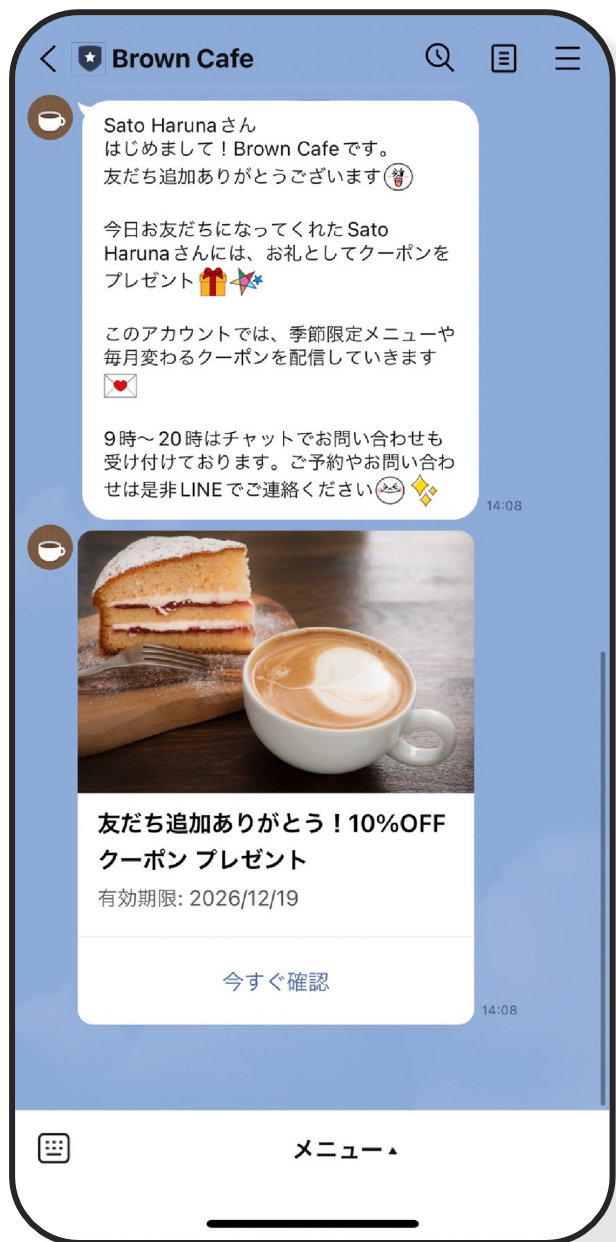 Brown Cafe
Sato Harunaさん
はじめまして！Brown Cafeです。
友だち追加ありがとうございます
今日お友だちになってくれたSato
Harunaさんには、お礼としてクーポンを
プレゼント
このアカウントでは、季節限定メニューや
毎月変わるクーポンを配信していきます
9時〜20時はチャットでお問い合わせも
受け付けております。ご予約やお問い合わ
せは是非LINEでご連絡ください
14:08
友だち追加ありがとう！10%OFF
クーポン プレゼント
有効期限: 2026/12/19
今すぐ確認
14:08
メニュー▲